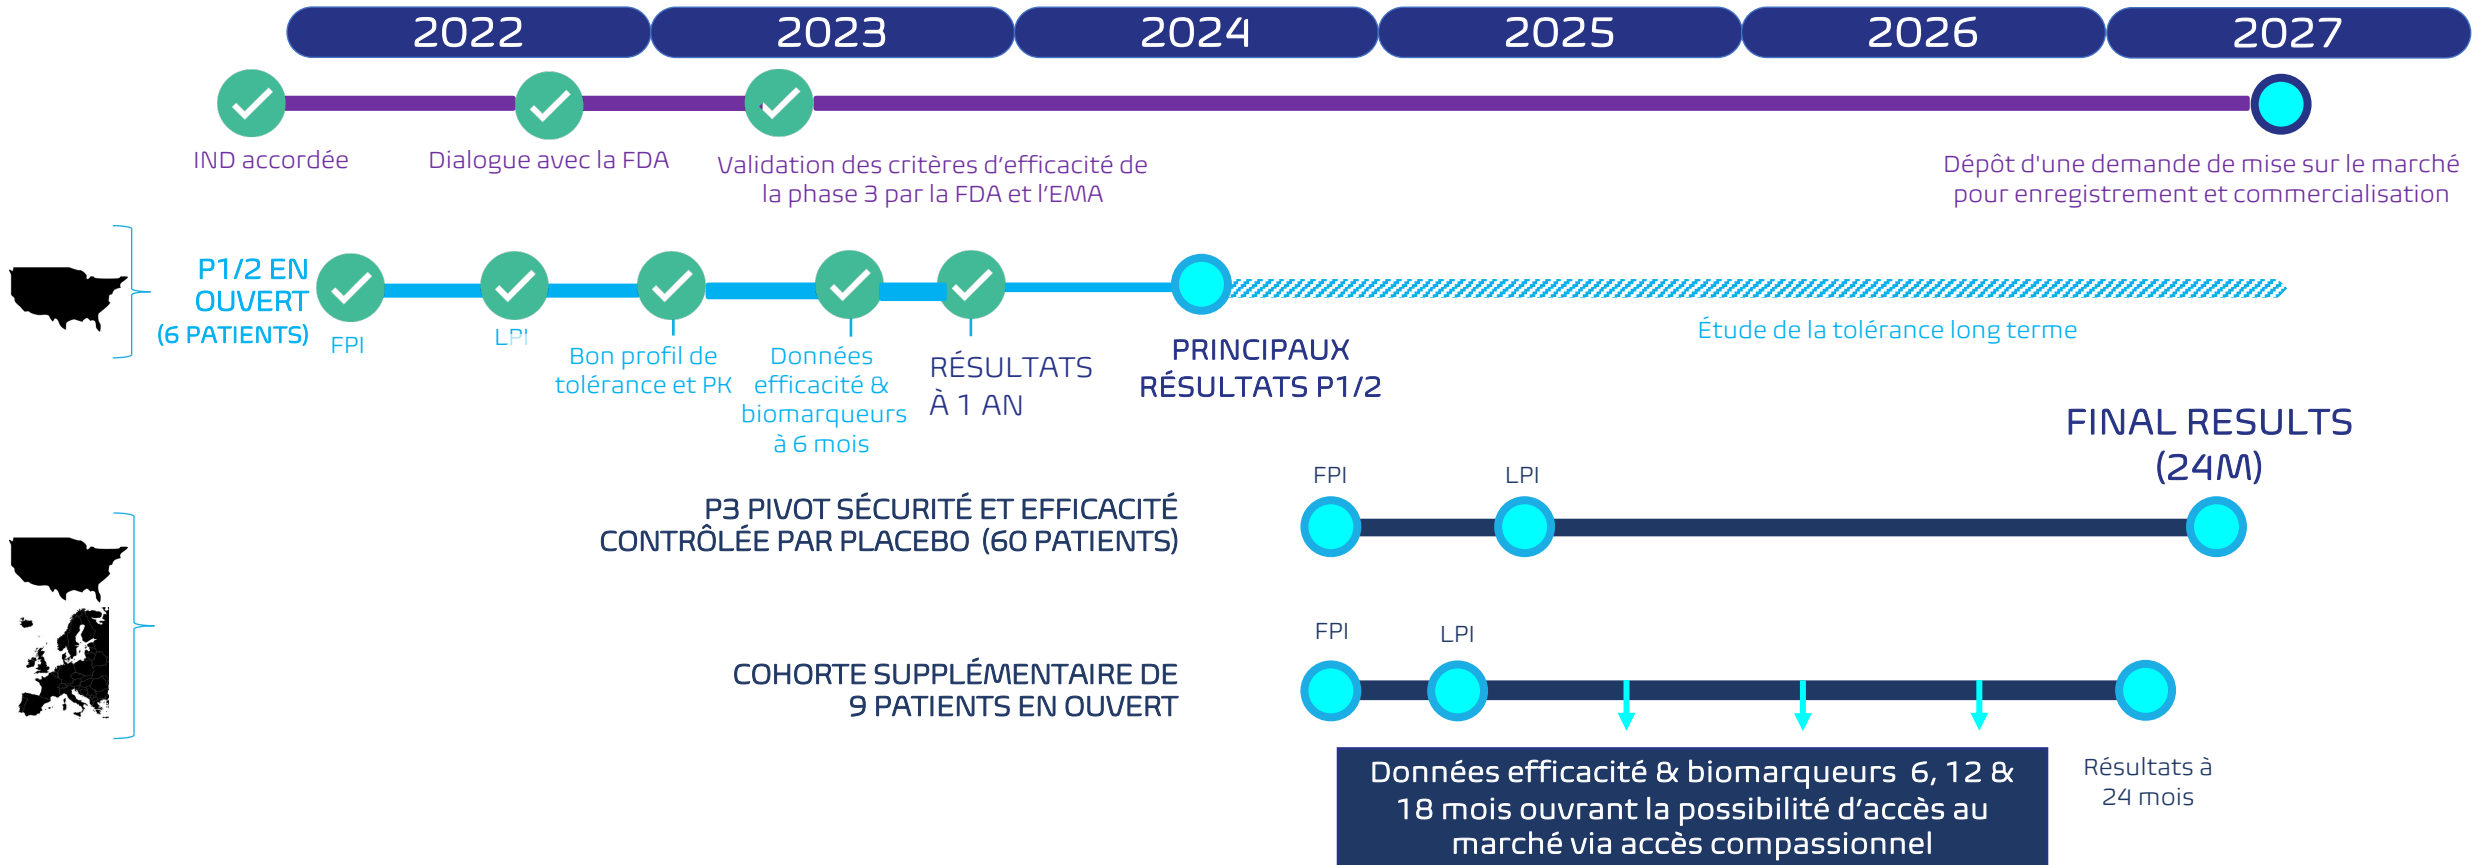 2022
2023
2024
2025
2026
2027
IND accordée
Dialogue avec la FDA
Validation des critères d’efficacité de
la phase 3 par la FDA et l’EMA
Dépôt d'une demande de mise sur le marché
pour enregistrement et commercialisation
P1/2 EN
OUVERT
(6 PATIENTS)
FPI
LPI
Bon profil de
tolérance et PK
Données
efficacité &
biomarqueurs
à 6 mois
RÉSULTATS
À 1 AN
PRINCIPAUX
RÉSULTATS P1/2
Étude de la tolérance long terme
FINAL RESULTS
(24M)
P3 PIVOT SÉCURITÉ ET EFFICACITÉ
CONTRÔLÉE PAR PLACEBO (60 PATIENTS)
FPI
LPI
COHORTE SUPPLÉMENTAIRE DE
9 PATIENTS EN OUVERT
FPI
LPI
Données efficacité & biomarqueurs 6, 12 &
18 mois ouvrant la possibilité d’accès au
marché via accès compassionnel
Résultats à
24 mois